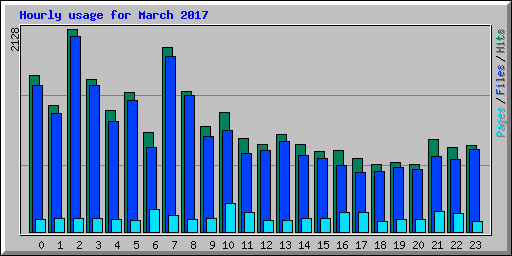 Hourly usage for March 2017
2128
Pages/Files/Hits
0 1 2 3 4 5 6 7 8 9 10 11 12 13 14 15 16 17 18 19 20 21 22 23